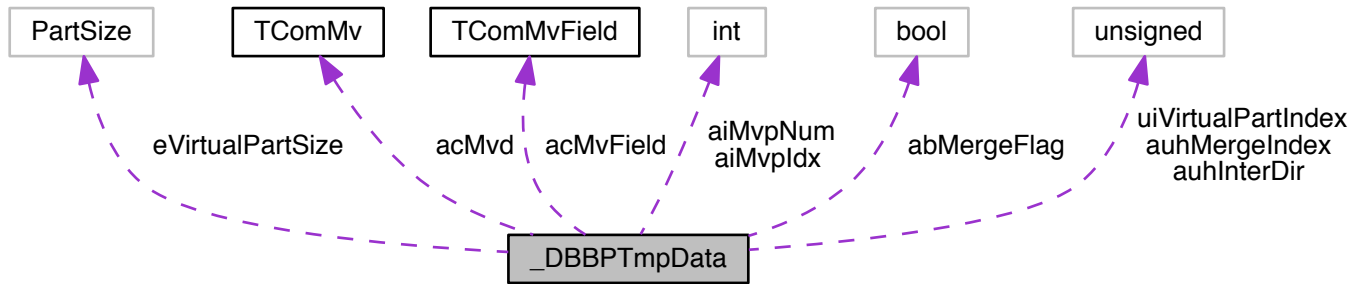 PartSize
TComMv
TComMvField
int
bool
unsigned
eVirtualPartSize
acMvd
acMvField
aiMvpNum
aiMvpIdx
abMergeFlag
uiVirtualPartIndex
auhMergeIndex
auhInterDir
_DBBPTmpData